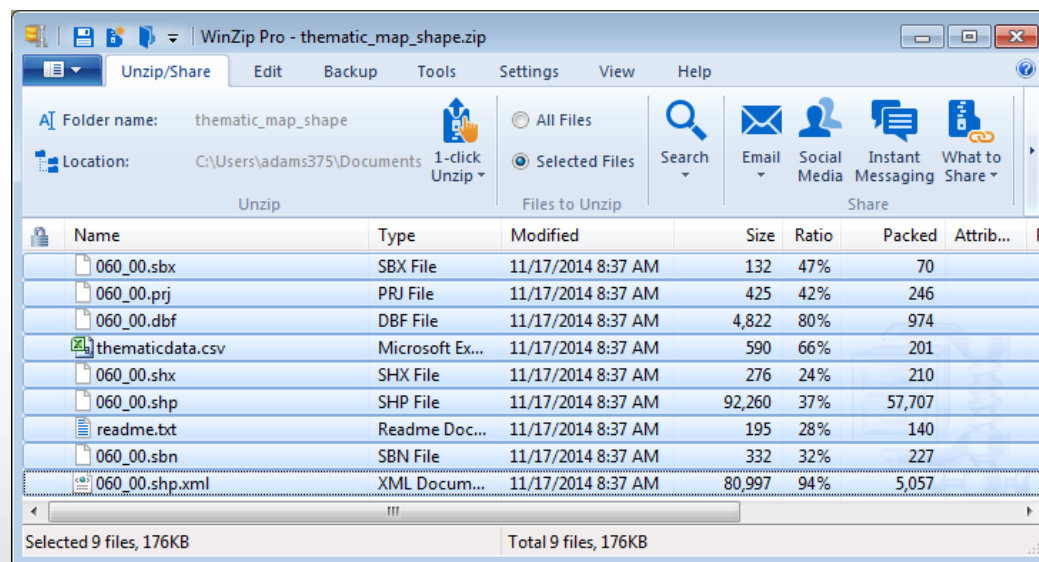 WinZip Pro - thematic_map_shape.zip
Unzip/Share Edit Backup Tools Settings View Help
Folder name: thematic_map_shape
Location: C:\Users\adams375\Documents
1-click
Unzip
Unzip
All Files
Selected Files
Files to Unzip
Search
Email
Social
Media
Instant
Messaging
What to
Share
Share
Name Type Modified Size Ratio Packed Attrib...
060_00.sbx SBX File 11/17/2014 8:37 AM 132 47% 70
060_00.prj PRJ File 11/17/2014 8:37 AM 425 42% 246
060_00.dbf DBF File 11/17/2014 8:37 AM 4,822 80% 974
thematicdata.csv Microsoft Ex... 11/17/2014 8:37 AM 590 66% 201
060_00.shx SHX File 11/17/2014 8:37 AM 276 24% 210
060_00.shp SHP File 11/17/2014 8:37 AM 92,260 37% 57,707
readme.txt Readme Doc... 11/17/2014 8:37 AM 195 28% 140
060_00.sbn SBN File 11/17/2014 8:37 AM 332 32% 227
060_00.shp.xml XML Docum... 11/17/2014 8:37 AM 80,997 94% 5,057
Selected 9 files, 176KB Total 9 files, 176KB